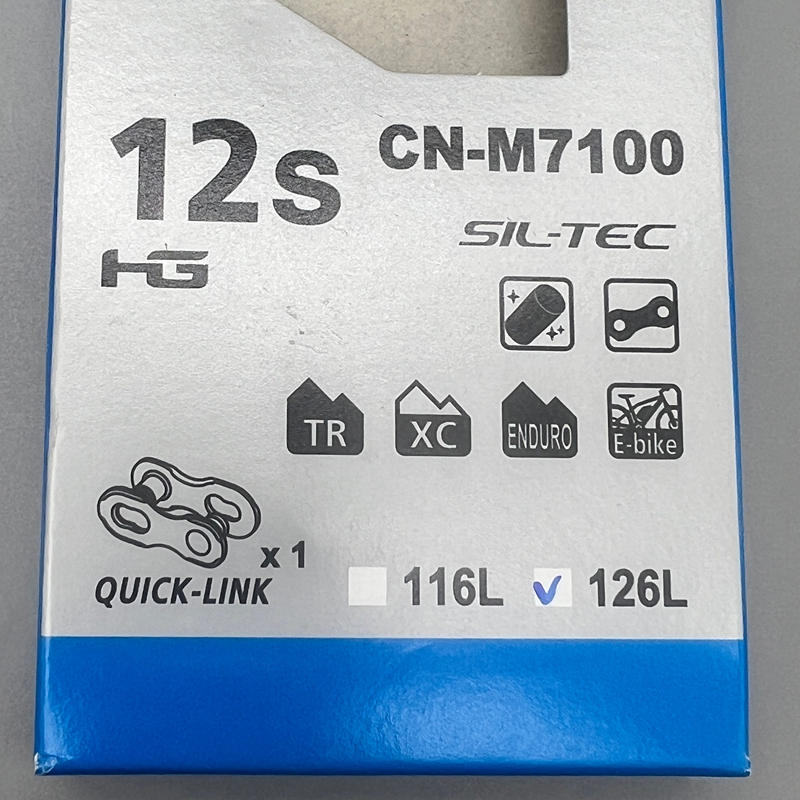 12s
CN-M7100
HG
SIL-TEC
TR XC ENDURO E-bike
x 1
QUICK-LINK
116L 126L